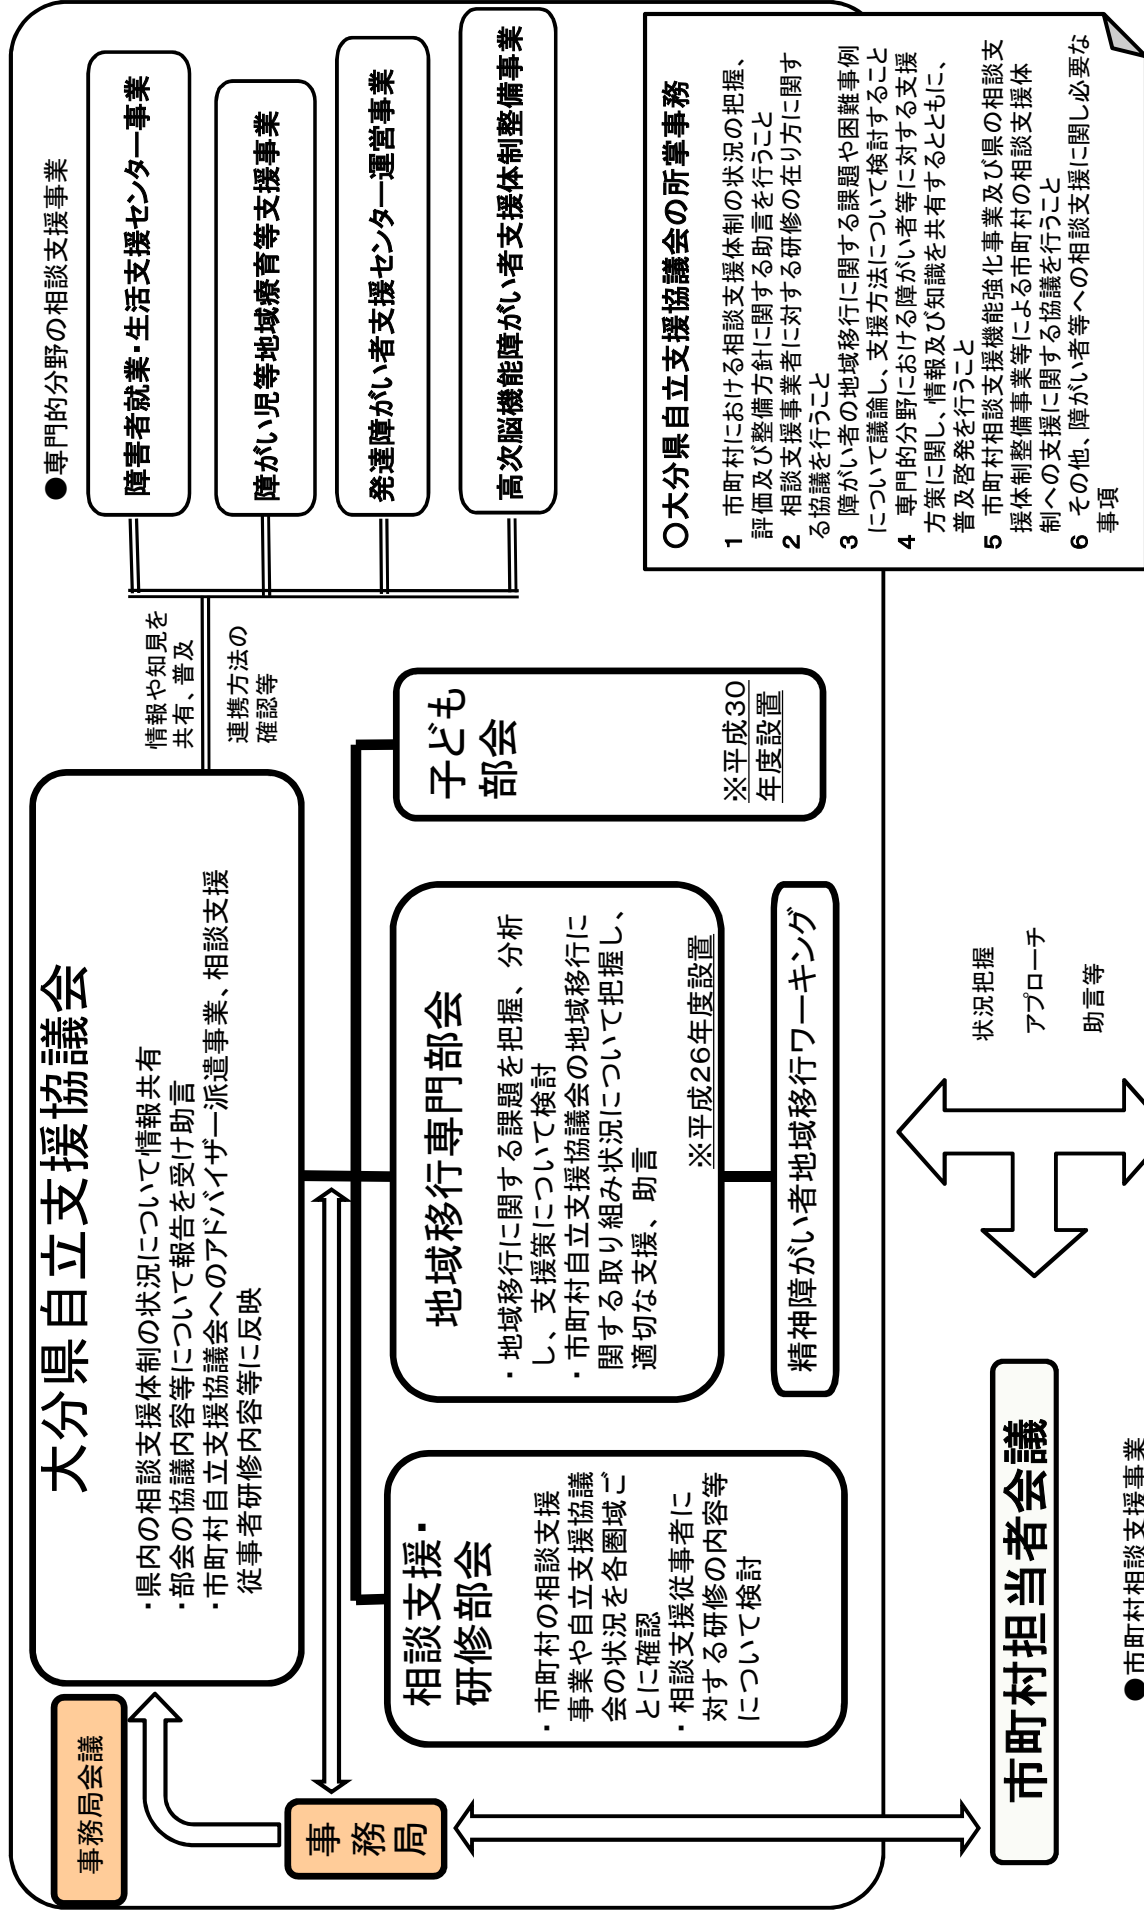 事務局会議
大分県自立支援協議会
・県内の相談支援体制の状況について情報共有
・部会の協議内容等について報告を受け助言
・市町村自立支援協議会へのアドバイザー派遣事業、相談支援
従事者研修内容等に反映
情報や知見を
共有、普及
連携方法の
確認等
●専門的分野の相談支援事業
障害者就業・生活支援センター事業
障がい児等地域療育等支援事業
発達障がい者支援センター運営事業
高次脳機能障がい者支援体制整備事業
事
務
局
相談支援・
研修部会
・市町村の相談支援
事業や自立支援協議
会の状況を各圏域ご
とに確認
・相談支援従事者に
対する研修の内容等
について検討
地域移行専門部会
・地域移行に関する課題を把握、分析
し、支援策について検討
・市町村自立支援協議会の地域移行に
関する取り組み状況について把握し、
適切な支援、助言
※平成26年度設置
精神障がい者地域移行ワーキング
子ども
部会
※平成30
年度設置
○大分県自立支援協議会の所掌事務
1 市町村における相談支援体制の状況の把握、
評価及び整備方針に関する助言を行うこと
2 相談支援事業者に対する研修の在り方に関す
る協議を行うこと
3 障がい者の地域移行に関する課題や困難事例
について議論し、支援方法について検討すること
4 専門的分野における障がい者等に対する支援
方策に関し、情報及び知識を共有するとともに、
普及啓発を行うこと
5 市町村相談支援機能強化事業及び県の相談支
援体制整備事業等による市町村の相談支援体
制への支援に関する協議を行うこと
6 その他、障がい者等への相談支援に関し必要な
事項
市町村担当者会議
状況把握
アプローチ
助言等
●市町村相談支援事業